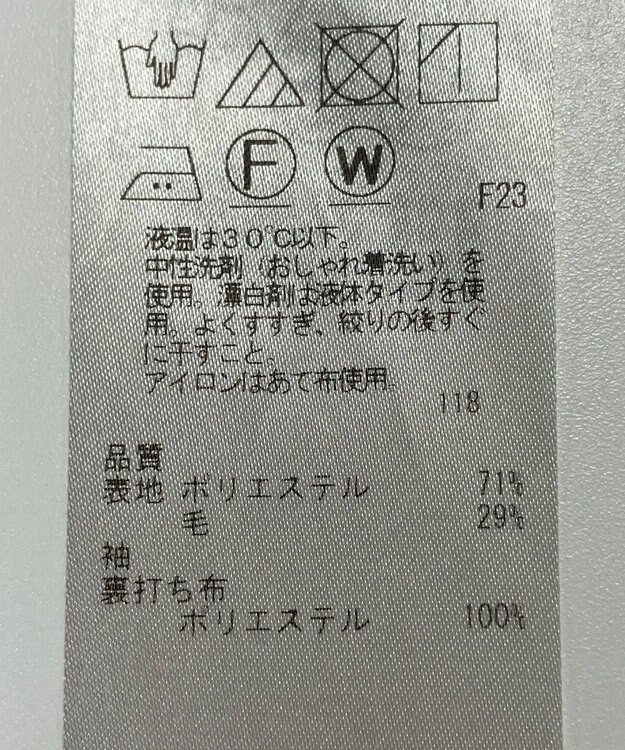 F W
F23
液温は30℃以下。
中性洗剤（おしゃれ着洗い）を
使用。漂白剤は液体タイプを使
用。よくすすぎ、絞りの後すぐ
に干すこと。
アイロンはあて布使用。
118
品質
表地 ポリエステル 71%
毛 29%
袖
裏打ち布
ポリエステル 100%